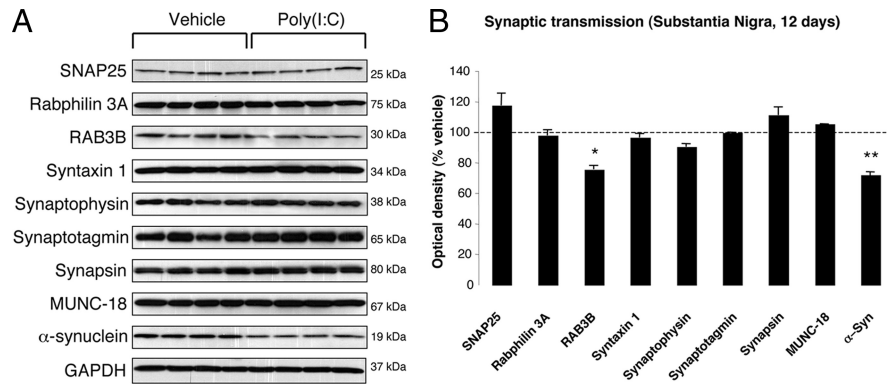 A
Vehicle Poly(I:C)
SNAP25 25 kDa
Rabphilin 3A 75 kDa
RAB3B 30 kDa
Syntaxin 1 34 kDa
Synaptophysin 38 kDa
Synaptotagmin 65 kDa
Synapsin 80 kDa
MUNC-18 67 kDa
α-synuclein 19 kDa
GAPDH 37 kDa
B
Synaptic transmission (Substantia Nigra, 12 days)
Optical density (% vehicle)
140
120
100
80
60
40
20
0
*
**
SNAP25
Rabphilin 3A
RAB3B
Syntaxin 1
Synaptophysin
Synaptotagmin
Synapsin
MUNC-18
α-Syn